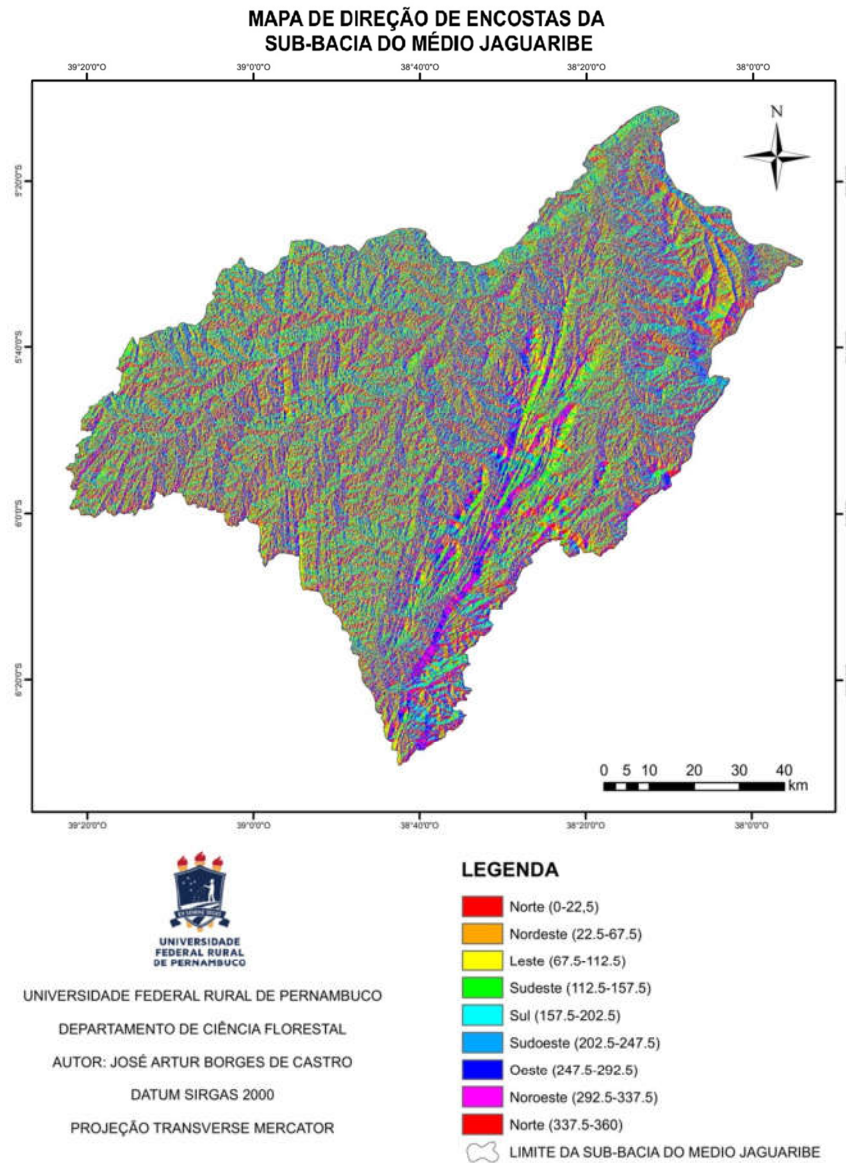 MAPA DE DIREÇÃO DE ENCOSTAS DA
SUB-BACIA DO MÉDIO JAGUARIBE
39°20'0"O
39°0'0"O
38°40'0"O
38°20'0"O
38°0'0"O
N
5°20'0"S
5°40'0"S
6°0'0"S
6°20'0"S
0 5 10 20 30 40
km
39°20'0"O
39°0'0"O
38°40'0"O
38°20'0"O
38°0'0"O
UNIVERSIDADE
FEDERAL RURAL
DE PERNAMBUCO
UNIVERSIDADE FEDERAL RURAL DE PERNAMBUCO
DEPARTAMENTO DE CIÊNCIA FLORESTAL
AUTOR: JOSÉ ARTUR BORGES DE CASTRO
DATUM SIRGAS 2000
PROJEÇÃO TRANSVERSE MERCATOR
LEGENDA
Norte (0-22,5)
Nordeste (22.5-67.5)
Leste (67.5-112.5)
Sudeste (112.5-157.5)
Sul (157.5-202.5)
Sudoeste (202.5-247.5)
Oeste (247.5-292.5)
Noroeste (292.5-337.5)
Norte (337.5-360)
LIMITE DA SUB-BACIA DO MEDIO JAGUARIBE